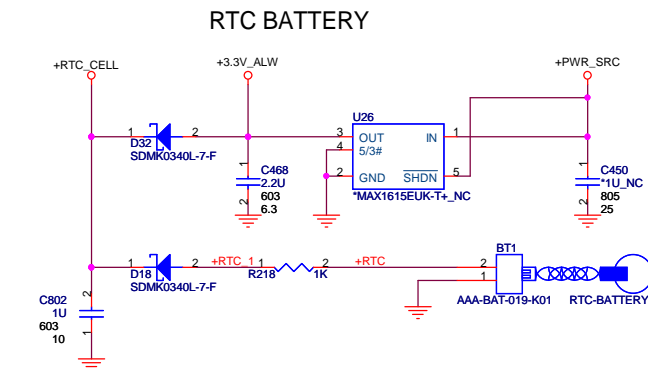 RTC BATTERY
+RTC_CELL
+3.3V_ALW
+PWR_SRC
U26
1 2
D32
SDMK0340L-7-F
3 OUT IN 1
4 5/3#
2 GND SHDN 5
*MAX1615EUK-T+_NC
1
C468
2.2U
603
6.3
2
1
C450
*1U_NC
805
25
2
1 2
D18
SDMK0340L-7-F
+RTC_1 1 2 +RTC
R218 1K
BT1
2
1
AAA-BAT-019-K01
RTC-BATTERY
2
C802
1U
603
10
1